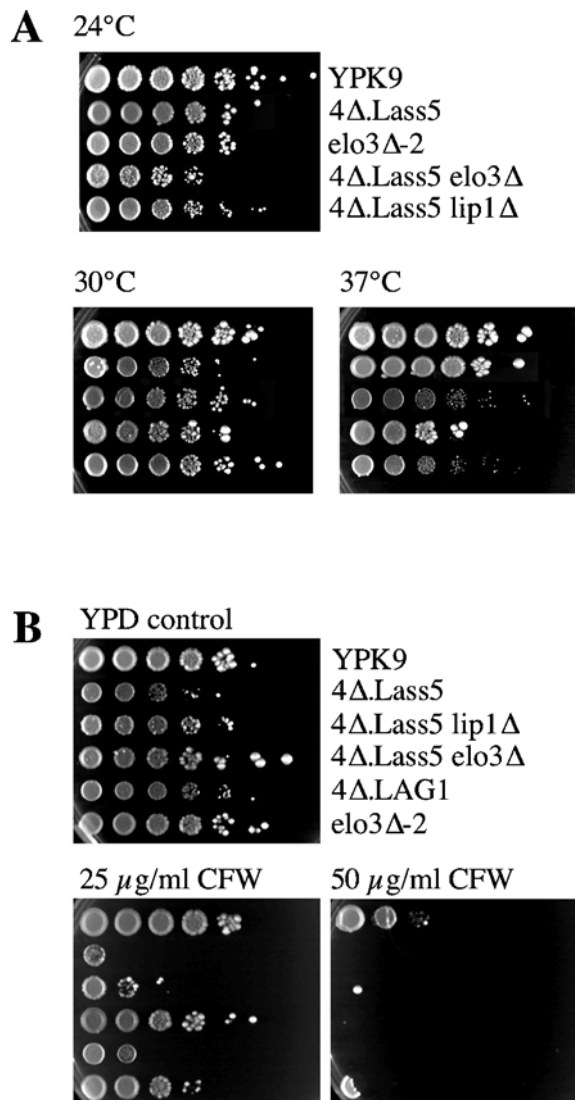 A
24°C
YPK9
4Δ.Lass5
elo3Δ-2
4Δ.Lass5 elo3Δ
4Δ.Lass5 lip1Δ
30°C
37°C
B
YPD control
YPK9
4Δ.Lass5
4Δ.Lass5 lip1Δ
4Δ.Lass5 elo3Δ
4Δ.LAG1
elo3Δ-2
25 μg/ml CFW
50 μg/ml CFW